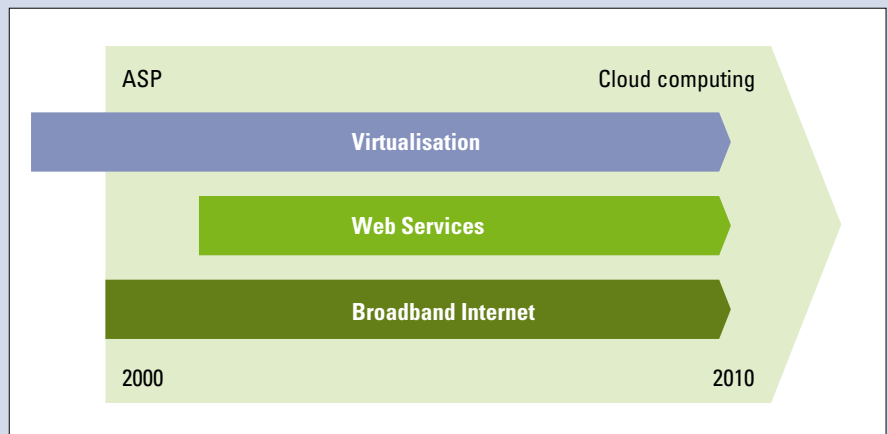 ASP Cloud computing
Virtualisation
Web Services
Broadband Internet
2000 2010